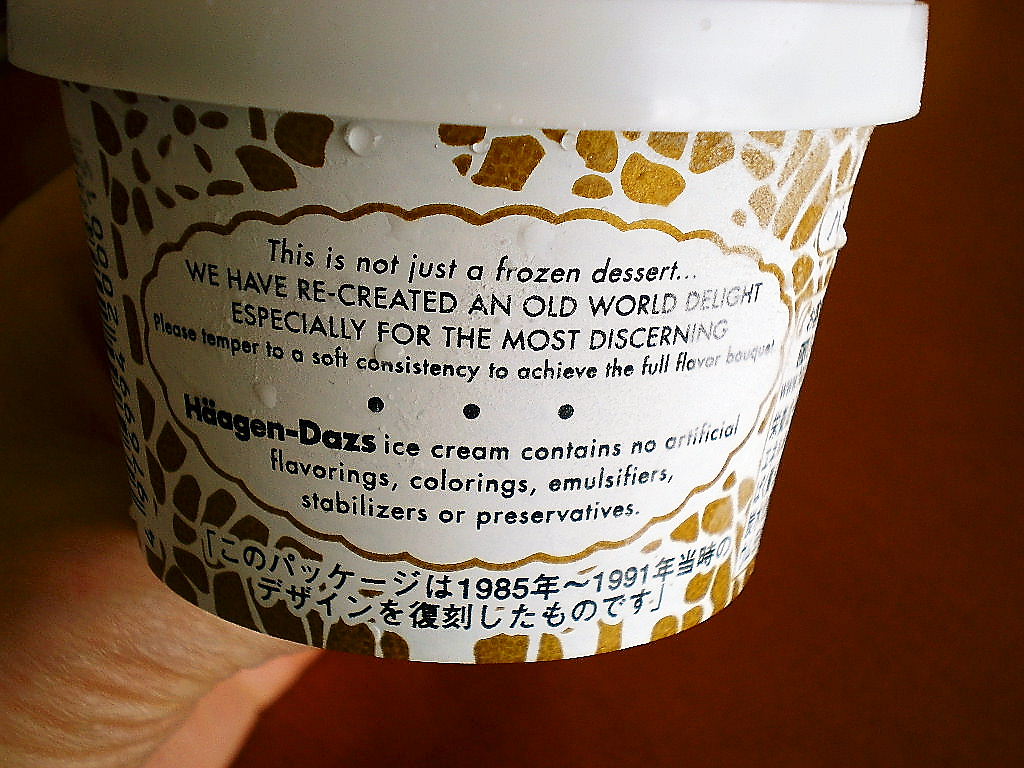 This is not just a frozen dessert...
WE HAVE RE-CREATED AN OLD WORLD DELIGHT
ESPECIALLY FOR THE MOST DISCERNING
Please temper to a soft consistency to achieve the full flavor bouquet
● ● ●
Häagen-Dazs ice cream contains no artificial
flavorings, colorings, emulsifiers,
stabilizers or preservatives.
「このパッケージは1985年～1991年当時の
デザインを復刻したものです」